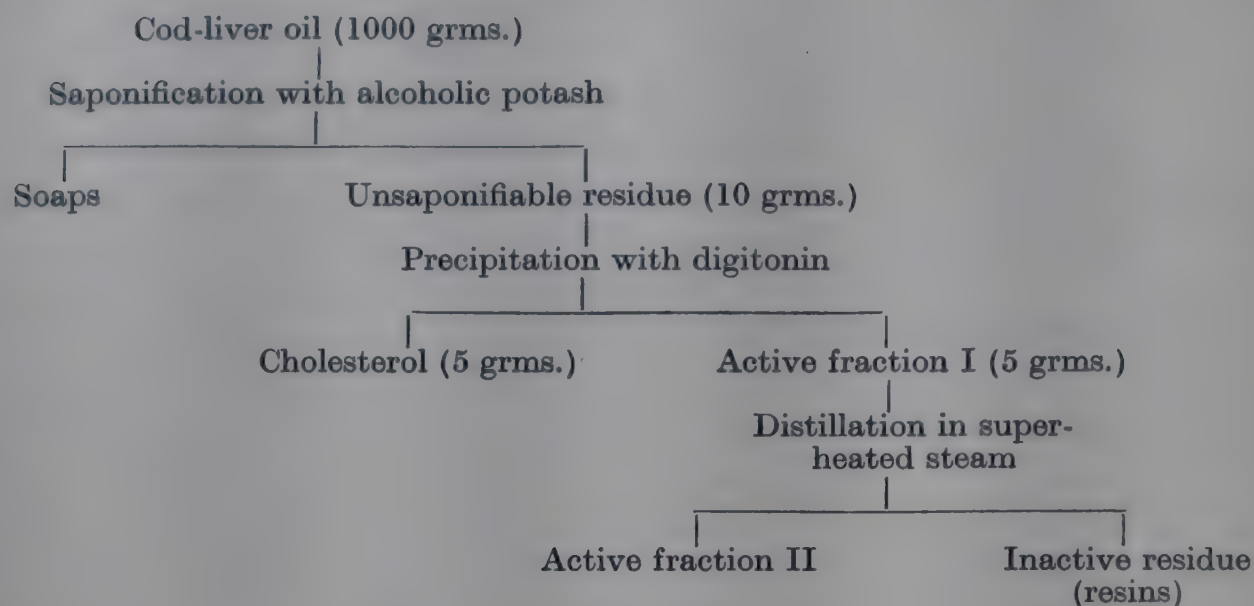 Cod-liver oil (1000 grms.)
Saponification with alcoholic potash
Soaps
Unsaponifiable residue (10 grms.)
Precipitation with digitonin
Cholesterol (5 grms.)
Active fraction I (5 grms.)
Distillation in super-
heated steam
Active fraction II
Inactive residue
(resins)